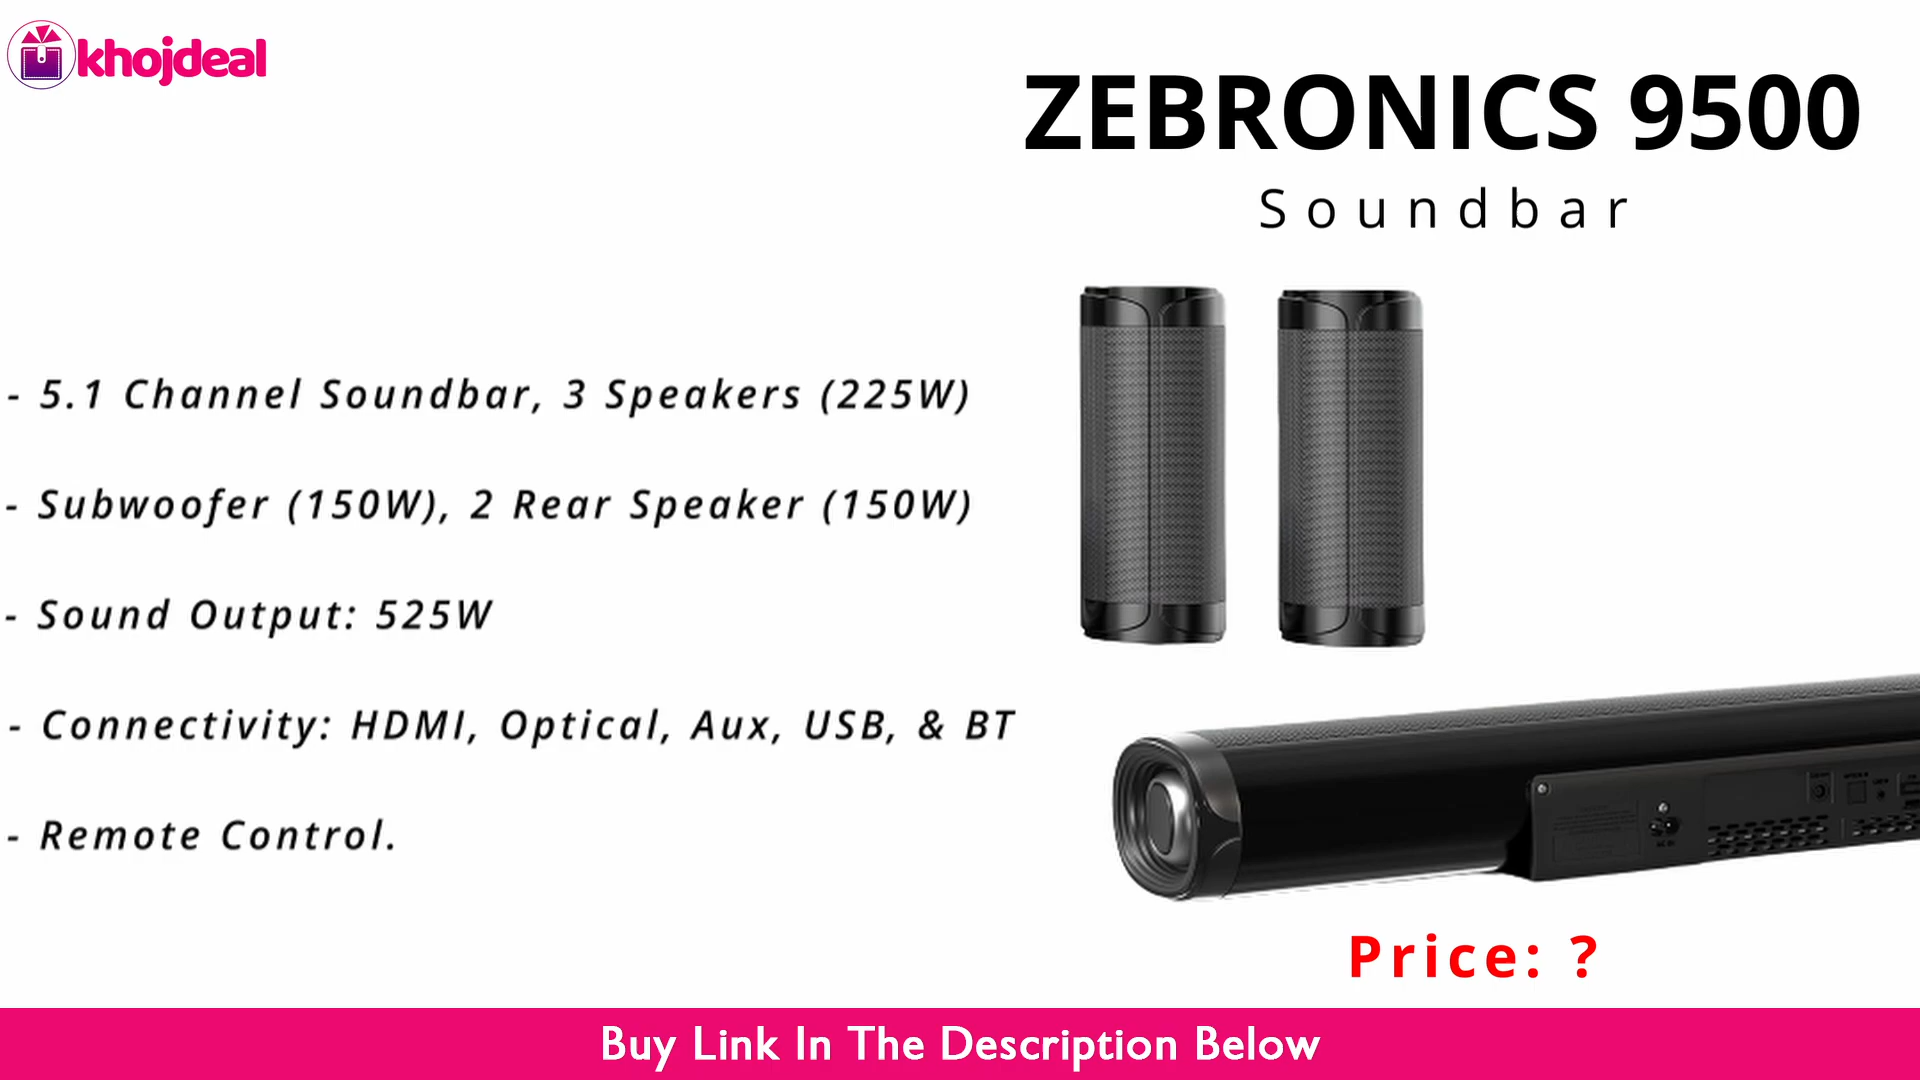 khojdeal
ZEBRONICS 9500
Soundbar
- 5.1 Channel Soundbar, 3 Speakers (225W)
- Subwoofer (150W), 2 Rear Speaker (150W)
- Sound Output: 525W
- Connectivity: HDMI, Optical, Aux, USB, & BT
- Remote Control.
Price: ?
Buy Link In The Description Below